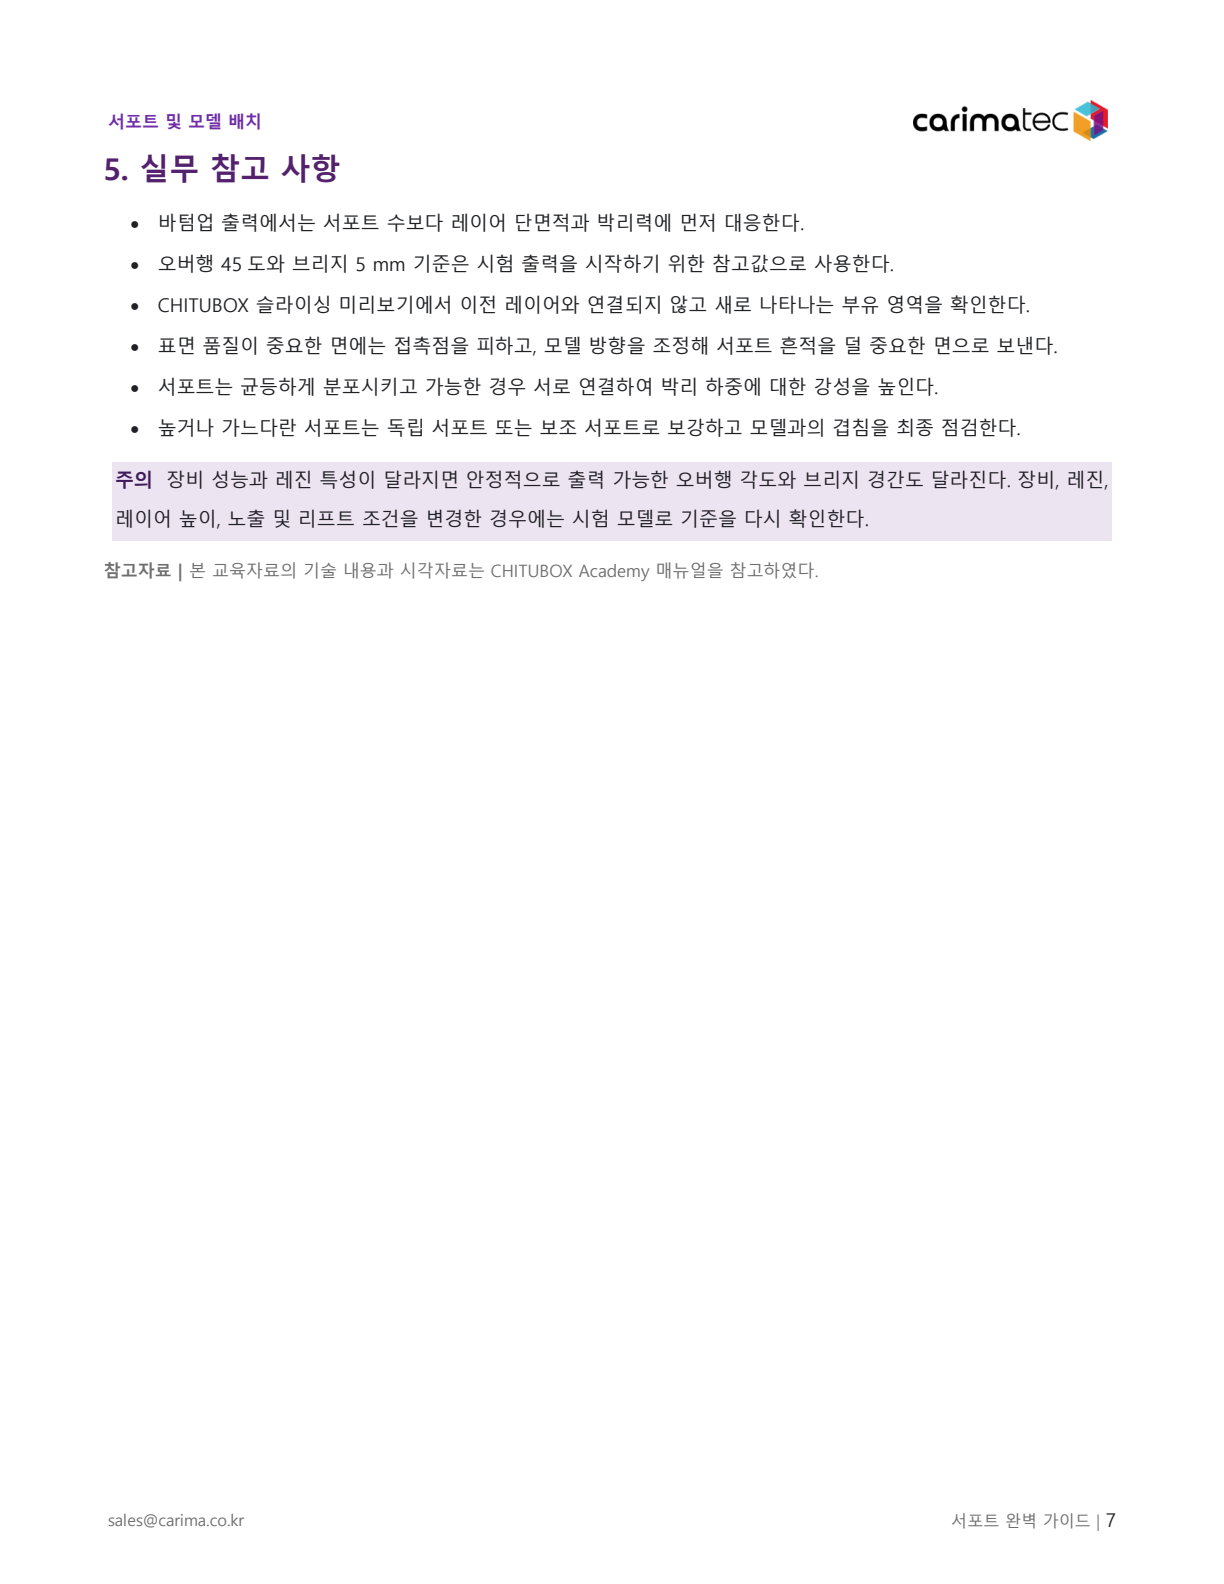 서포트 및 모델 배치
carimatec
5. 실무 참고 사항
• 바텀업 출력에서는 서포트 수보다 레이어 단면적과 박리력에 먼저 대응한다.
• 오버행 45 도와 브리지 5 mm 기준은 시험 출력을 시작하기 위한 참고값으로 사용한다.
• CHITUBOX 슬라이싱 미리보기에서 이전 레이어와 연결되지 않고 새로 나타나는 부유 영역을 확인한다.
• 표면 품질이 중요한 면에는 접촉점을 피하고, 모델 방향을 조정해 서포트 흔적을 덜 중요한 면으로 보낸다.
• 서포트는 균등하게 분포시키고 가능한 경우 서로 연결하여 박리 하중에 대한 강성을 높인다.
• 높거나 가느다란 서포트는 독립 서포트 또는 보조 서포트로 보강하고 모델과의 겹침을 최종 점검한다.
주의 장비 성능과 레진 특성이 달라지면 안정적으로 출력 가능한 오버행 각도와 브리지 경간도 달라진다. 장비, 레진,
레이어 높이, 노출 및 리프트 조건을 변경한 경우에는 시험 모델로 기준을 다시 확인한다.
참고자료 | 본 교육자료의 기술 내용과 시각자료는 CHITUBOX Academy 매뉴얼을 참고하였다.
sales@carima.co.kr
서포트 완벽 가이드 | 7